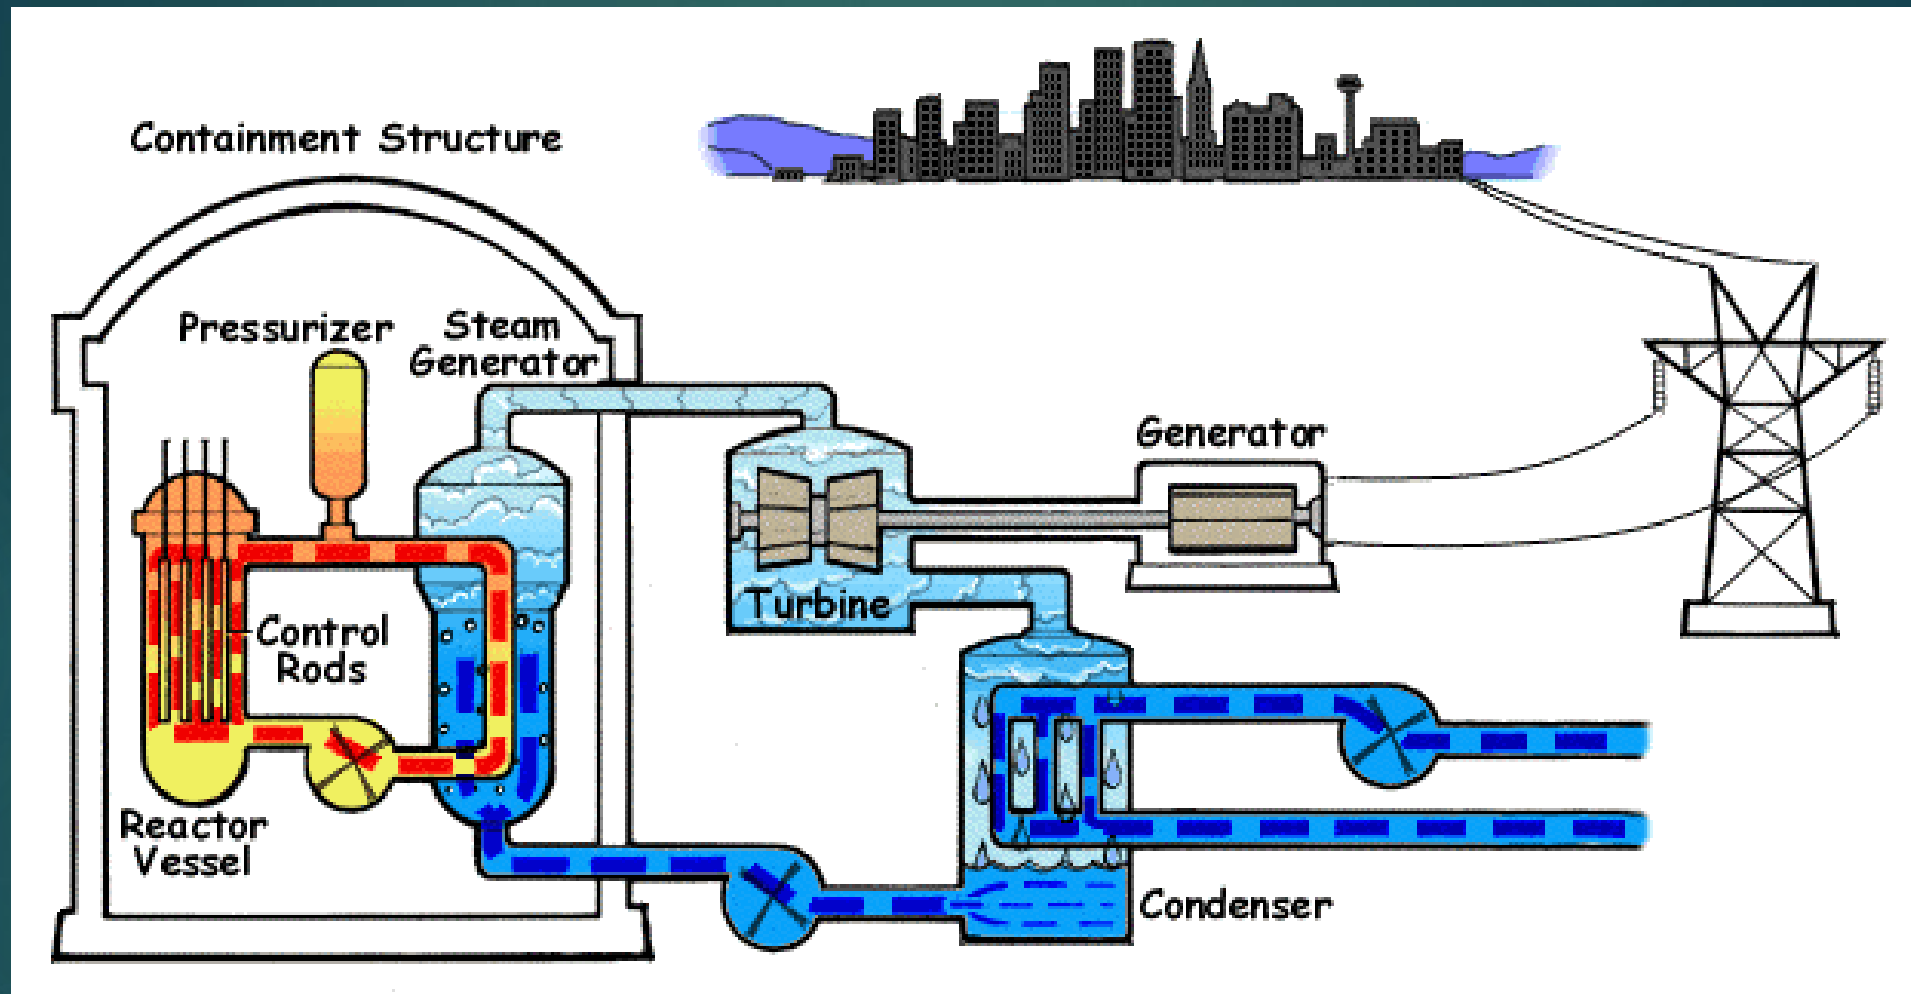 Containment Structure
Pressurizer
Steam
Generator
Generator
Turbine
Control
Rods
Reactor
Vessel
Condenser